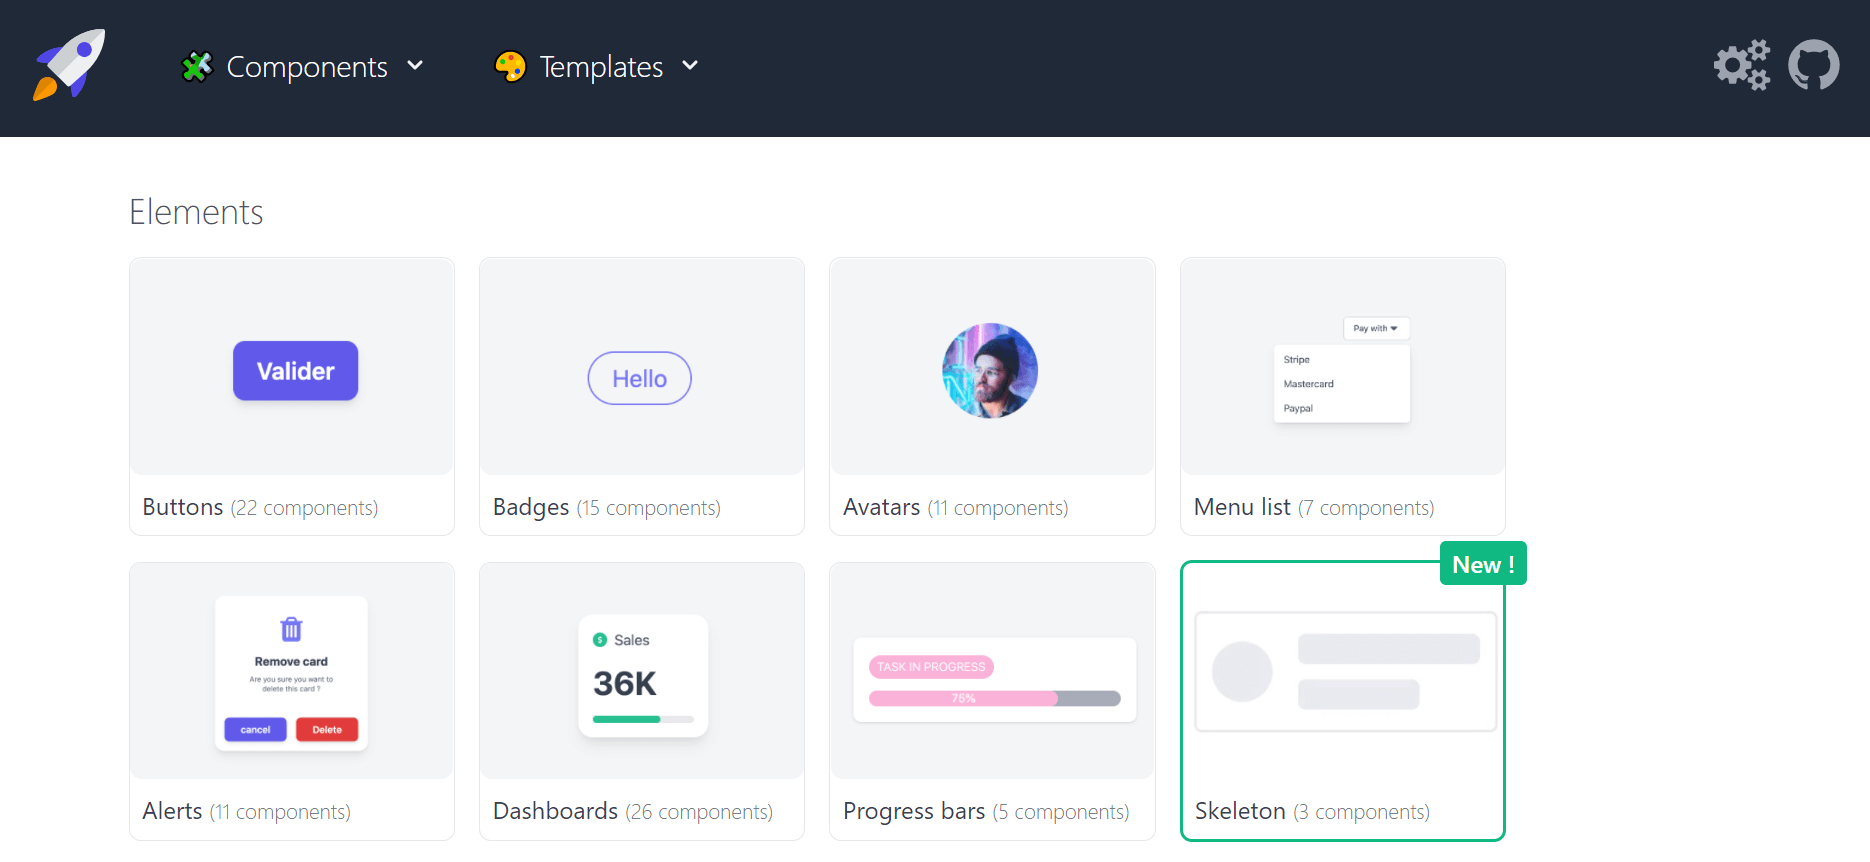 Components
Templates
Elements
Valider
Hello
Pay with
Stripe
Mastercard
Paypal
Buttons (22 components)
Badges (15 components)
Avatars (11 components)
Menu list (7 components)
New !
Remove card
Are you sure you want to
delete this card ?
cancel
Delete
$
Sales
36K
TASK IN PROGRESS
75%
Alerts (11 components)
Dashboards (26 components)
Progress bars (5 components)
Skeleton (3 components)